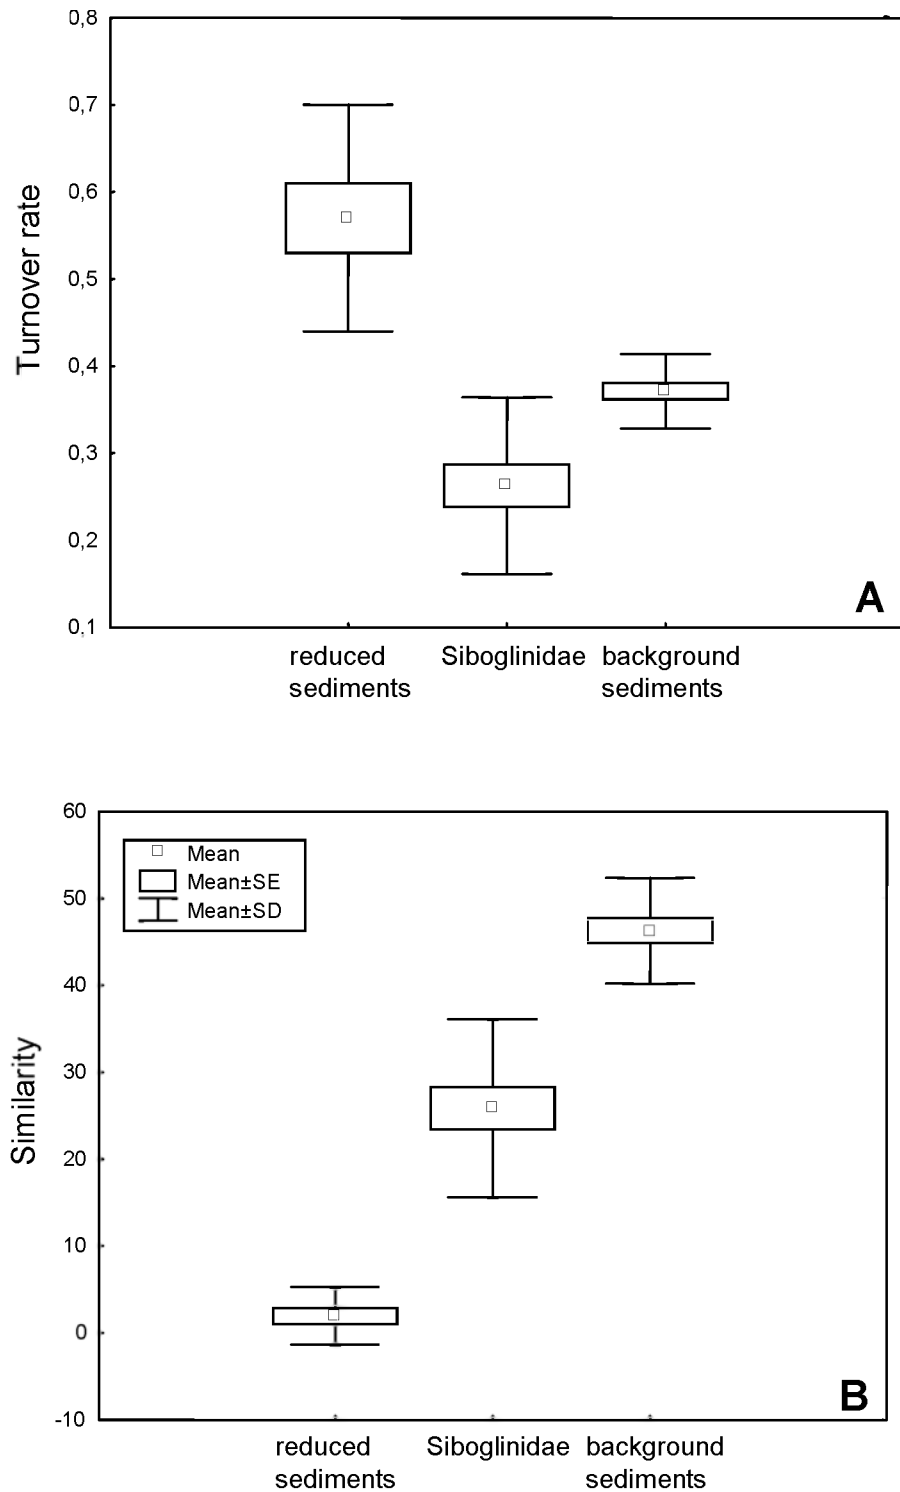 0,8
0,7
0,6
0,5
0,4
0,3
0,2
0,1
Turnover rate
A
reduced sediments
Siboglinidae
background sediments
60
50
40
30
20
10
0
-10
Similarity
Mean
Mean±SE
Mean±SD
B
reduced sediments
Siboglinidae
background sediments